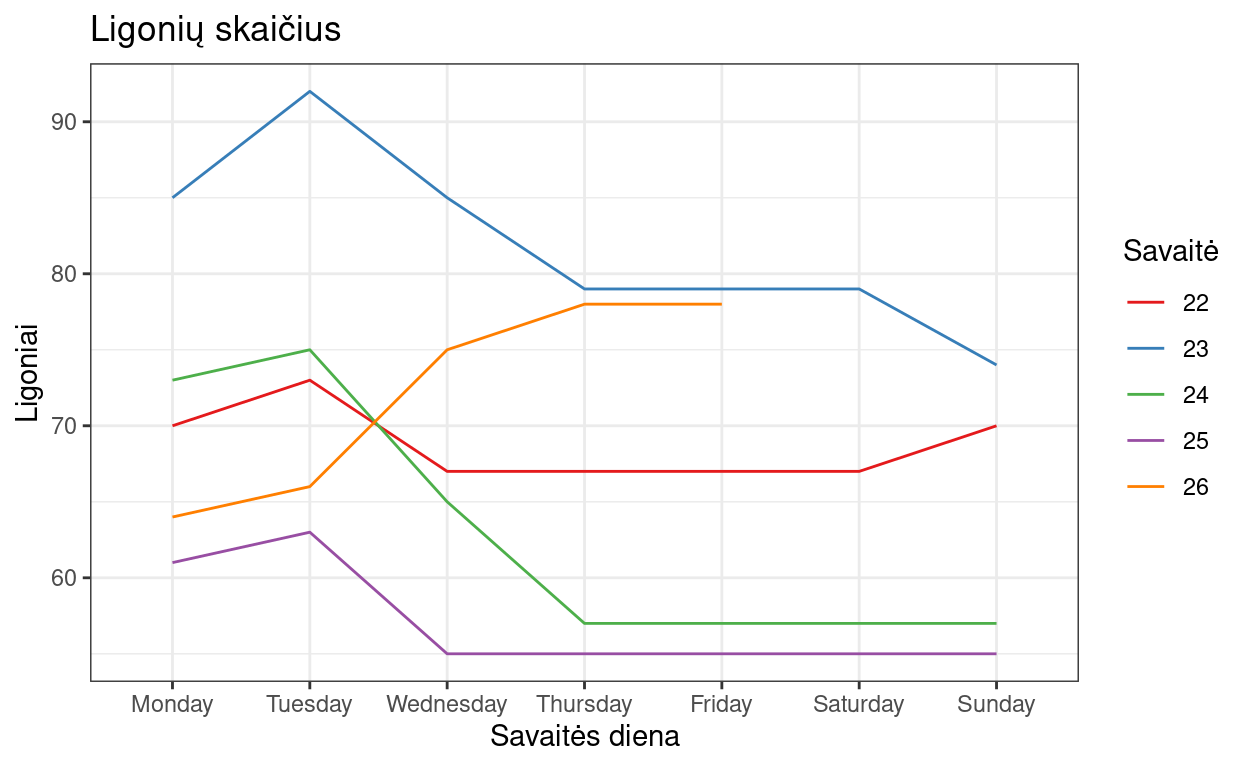 Ligonių skaičius
Ligoniai
90
80
70
60
Monday Tuesday Wednesday Thursday Friday Saturday Sunday
Savaitės diena
Savaitė
22
23
24
25
26